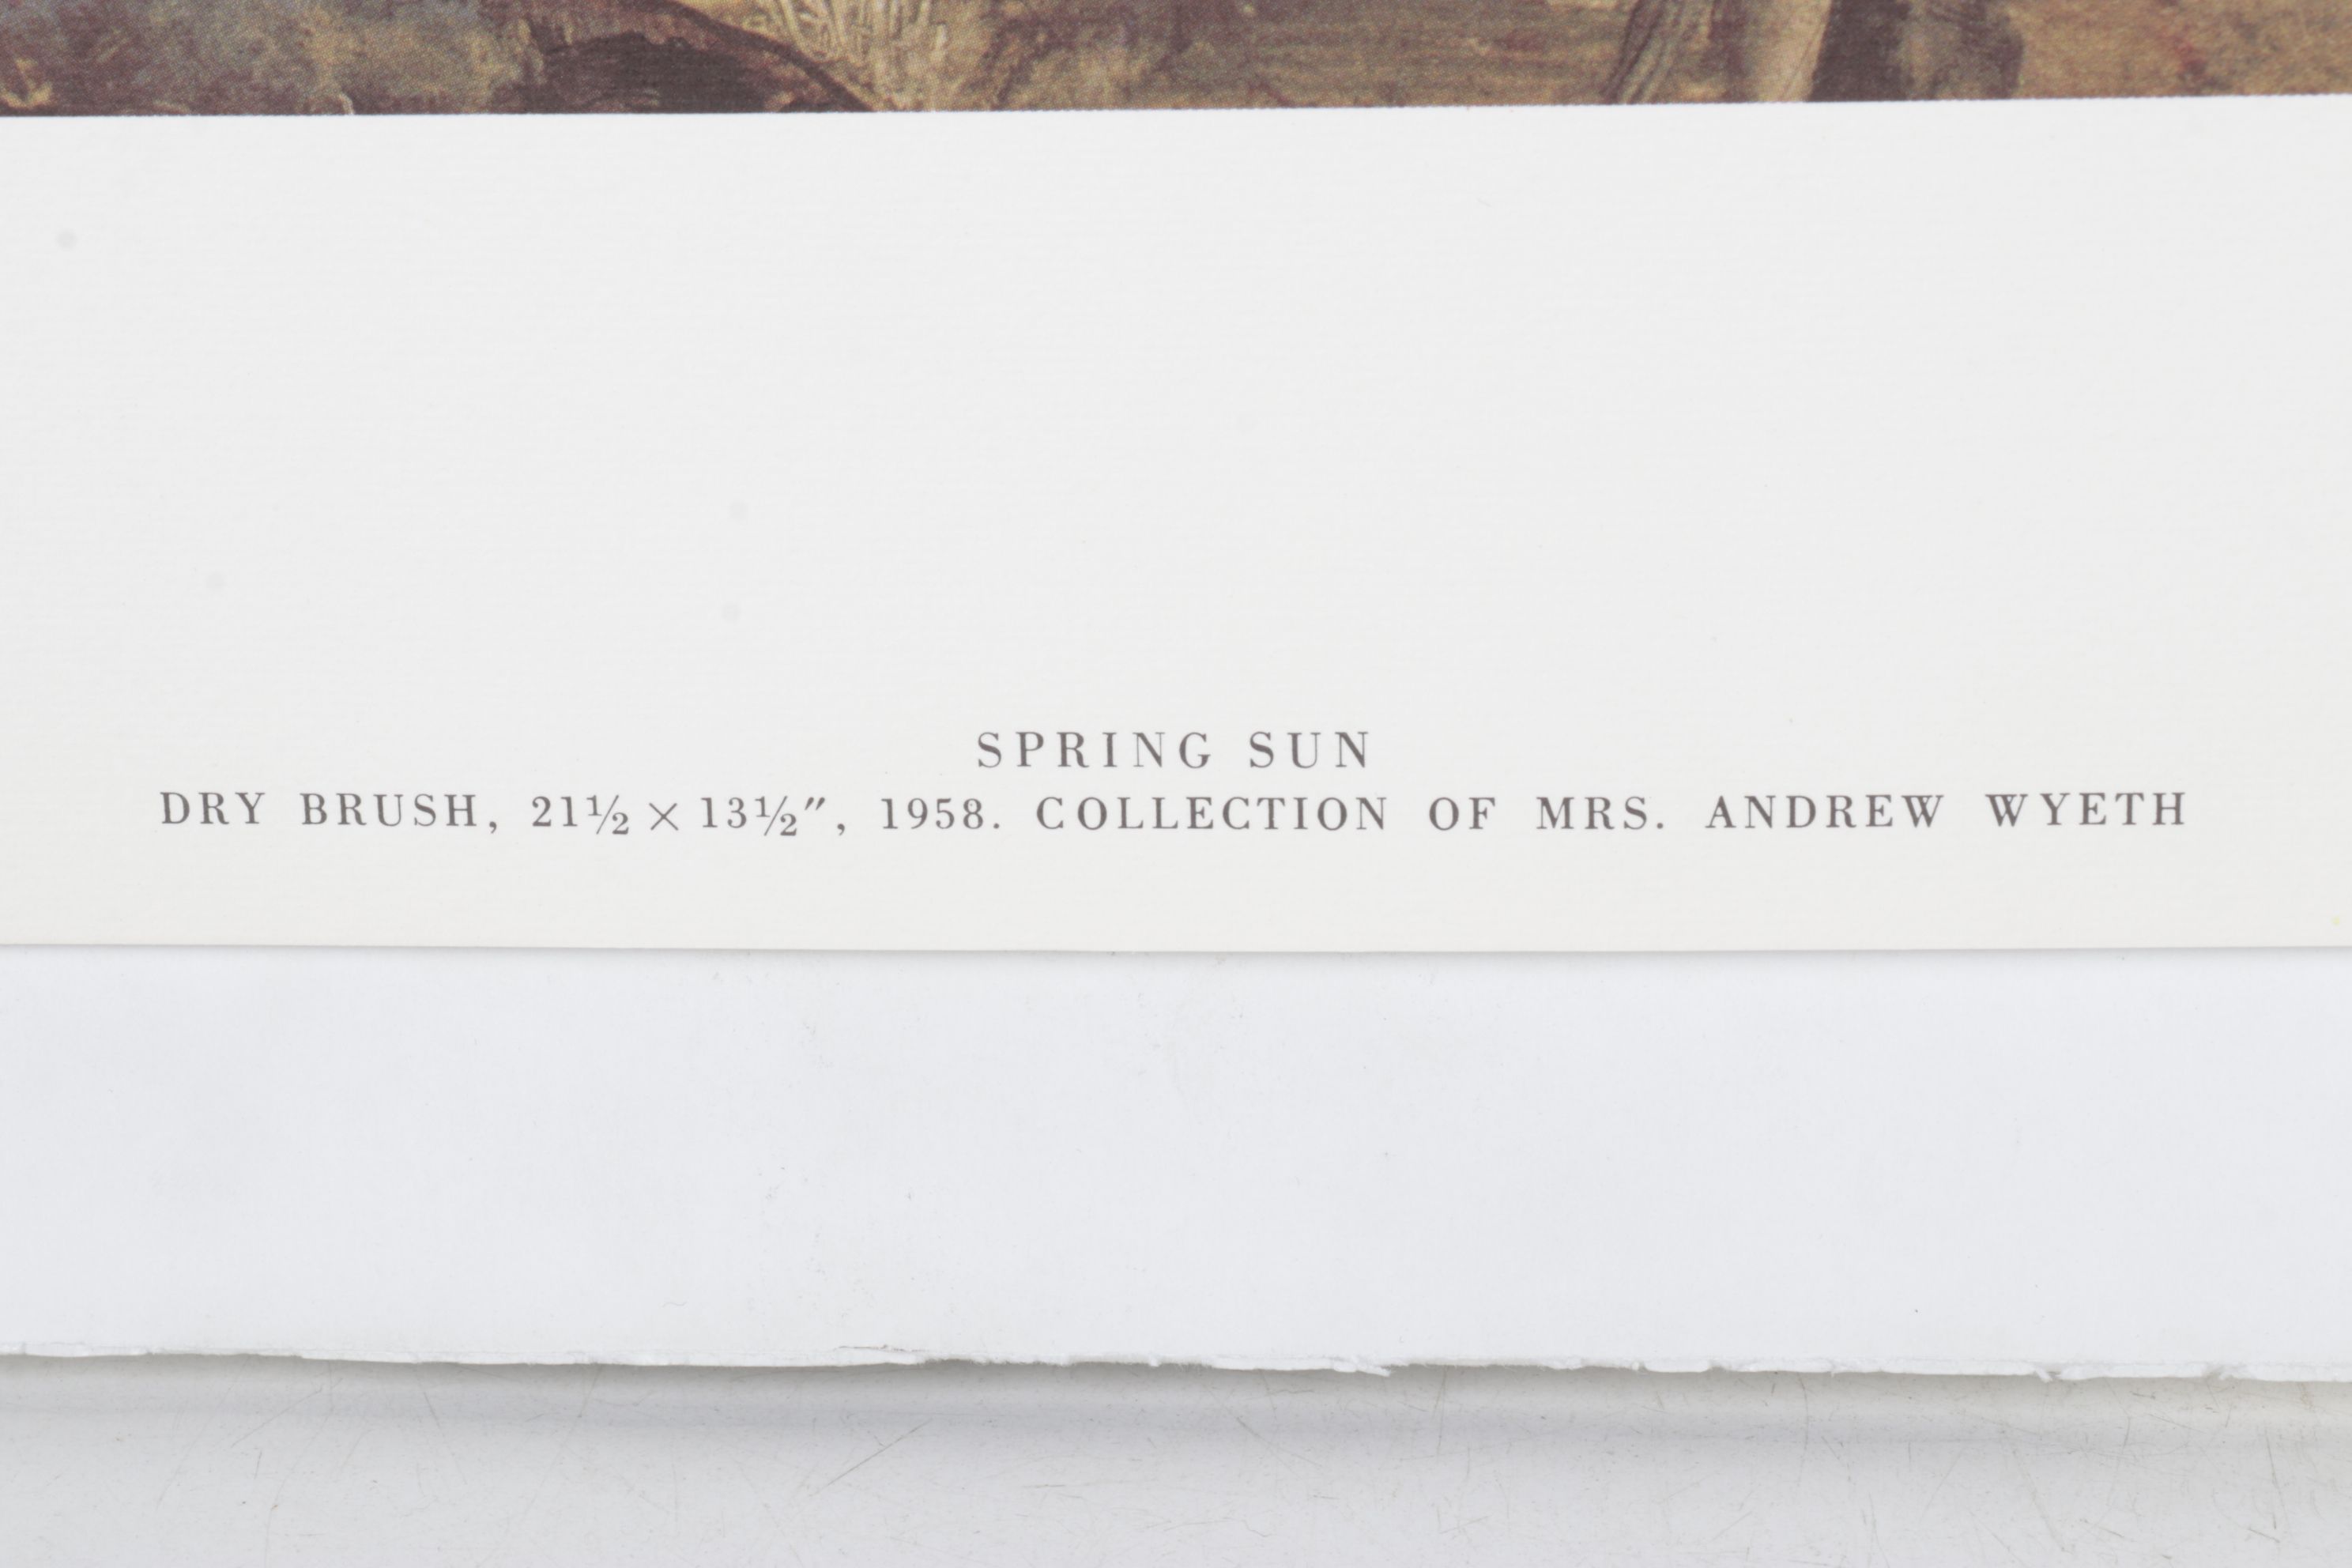 SPRING SUN
DRY BRUSH, 21½ × 13½″, 1958. COLLECTION OF MRS. ANDREW WYETH